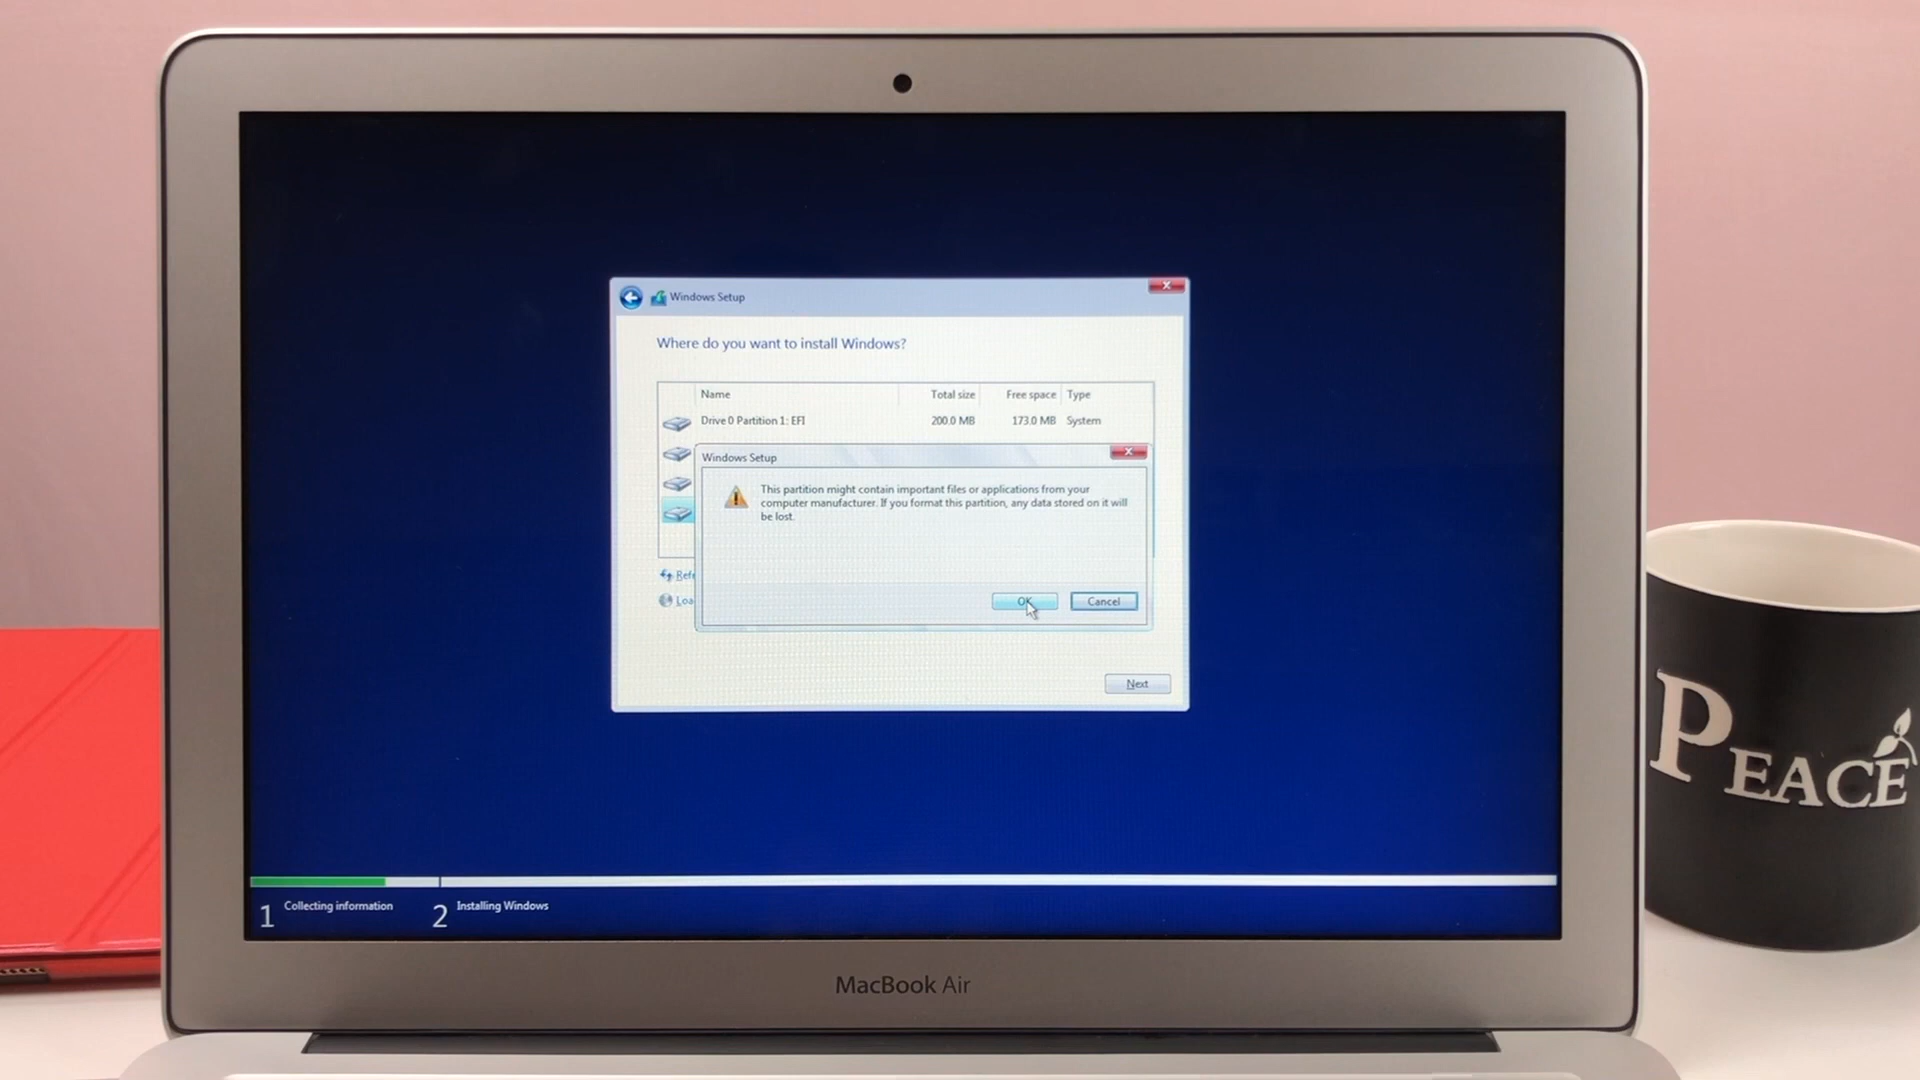 Windows Setup
Where do you want to install Windows?
Name Total size Free space Type
Drive 0 Partition 1: EFI 200.0 MB 173.0 MB System
Windows Setup
This partition might contain important files or applications from your
computer manufacturer. If you format this partition, any data stored on it will
be lost.
OK Cancel
Next
1 Collecting information 2 Installing Windows
MacBook Air
PEACE